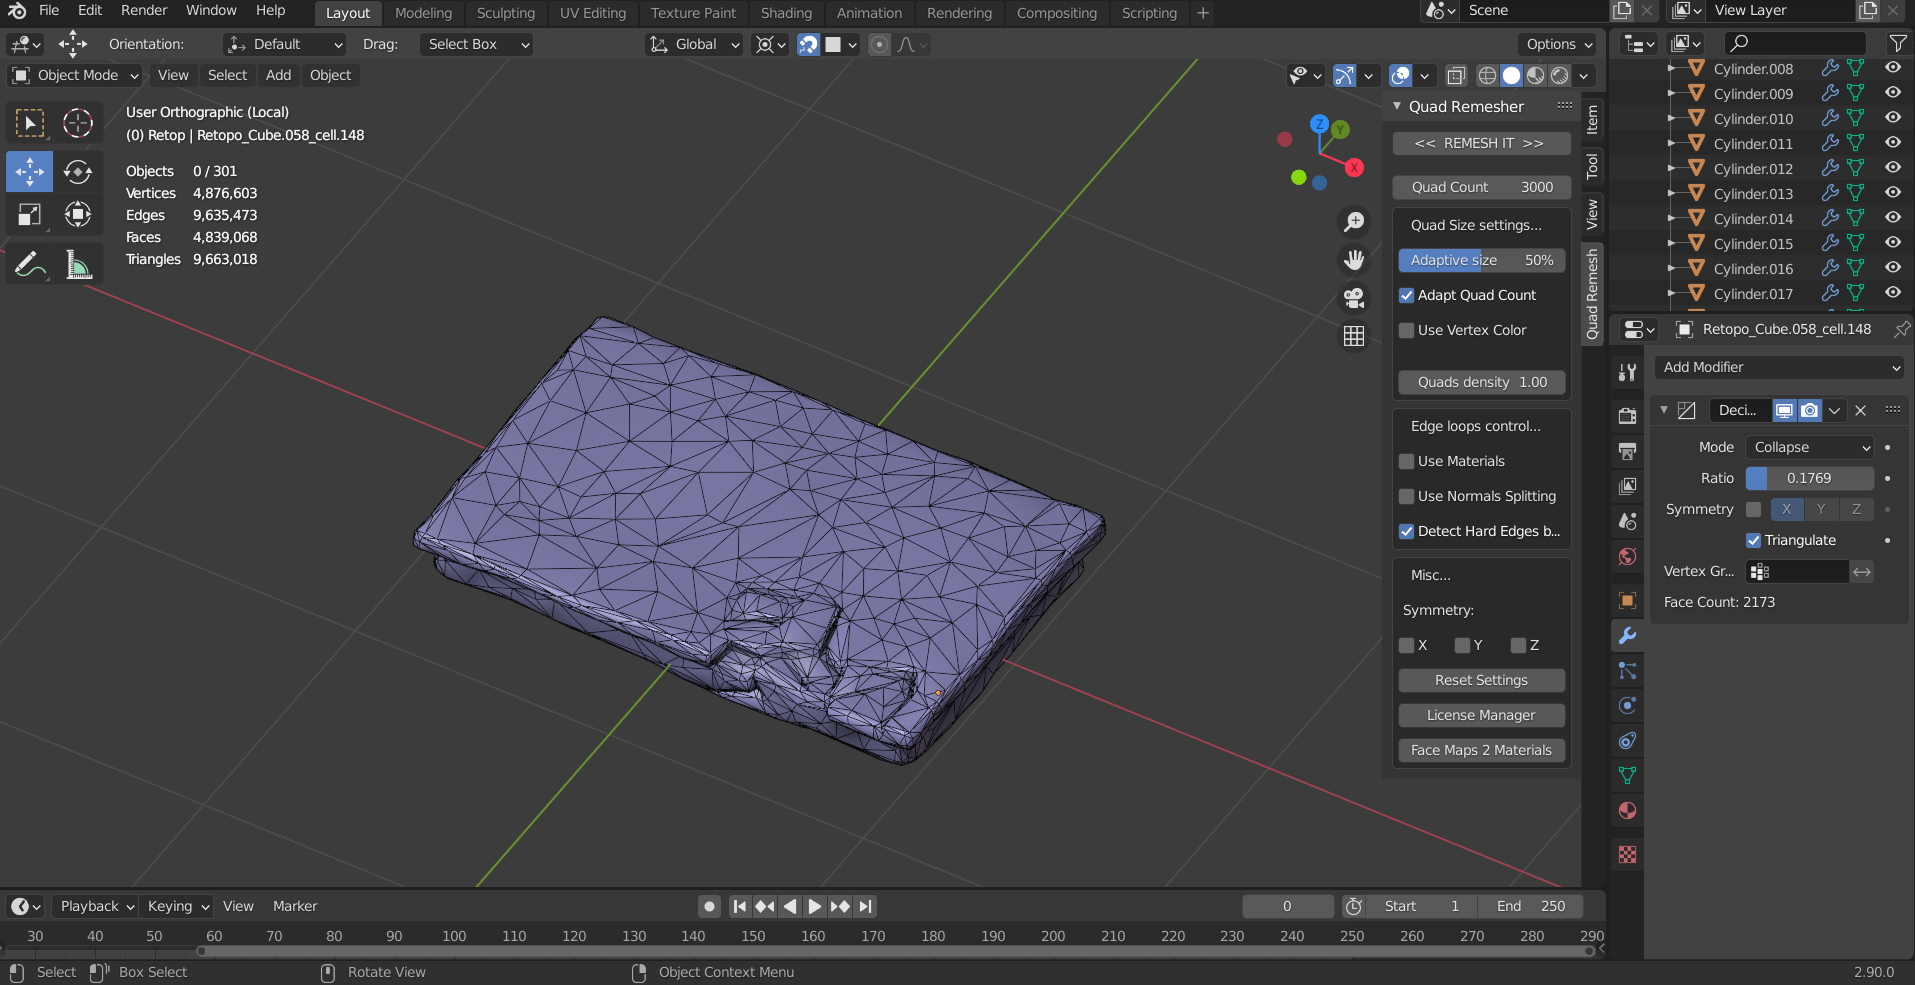 File Edit Render Window Help Layout Modeling Sculpting UV Editing Texture Paint Shading Animation Rendering Compositing Scripting + Scene View Layer
Orientation: Default Drag: Select Box Global Options
Object Mode View Select Add Object
User Orthographic (Local)
(0) Retop | Retopo_Cube.058_cell.148
Objects 0 / 301
Vertices 4,876,603
Edges 9,635,473
Faces 4,839,068
Triangles 9,663,018
Z
Y
X
Quad Remesher
<< REMESH IT >>
Quad Count 3000
Quad Size settings...
Adaptive size 50%
Adapt Quad Count
Use Vertex Color
Quads density 1.00
Edge loops control...
Use Materials
Use Normals Splitting
Detect Hard Edges b...
Misc...
Symmetry:
X Y Z
Reset Settings
License Manager
Face Maps 2 Materials
Item
Tool
View
Quad Remesh
Cylinder.008
Cylinder.009
Cylinder.010
Cylinder.011
Cylinder.012
Cylinder.013
Cylinder.014
Cylinder.015
Cylinder.016
Cylinder.017
Retopo_Cube.058_cell.148
Add Modifier
Deci...
Mode Collapse
Ratio 0.1769
Symmetry X Y Z
Triangulate
Vertex Gr...
Face Count: 2173
Playback Keying View Marker 0 Start 1 End 250
30 40 50 60 70 80 90 100 110 120 130 140 150 160 170 180 190 200 210 220 230 240 250 260 270 280 290
Select Box Select Rotate View Object Context Menu 2.90.0